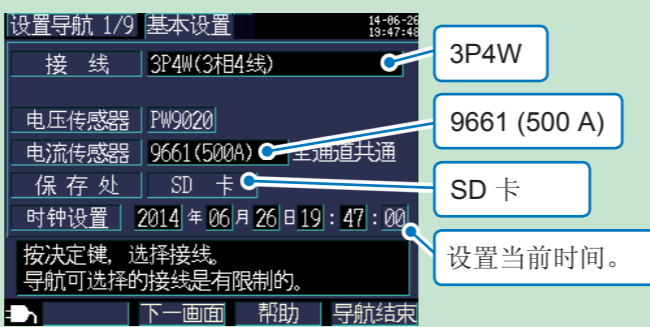 设置导航 1/9 基本设置 14-06-26
19:47:48
接 线 3P4W(3相4线)
3P4W
电压传感器 PW9020
电流传感器 9661(500A) 全通道共通
9661 (500 A)
保 存 处 SD 卡
SD 卡
时钟设置 2014 年 06 月 26 日 19 : 47 : 00
设置当前时间。
按决定键, 选择接线。
导航可选择的接线是有限制的。
下一画面 帮助 导航结束